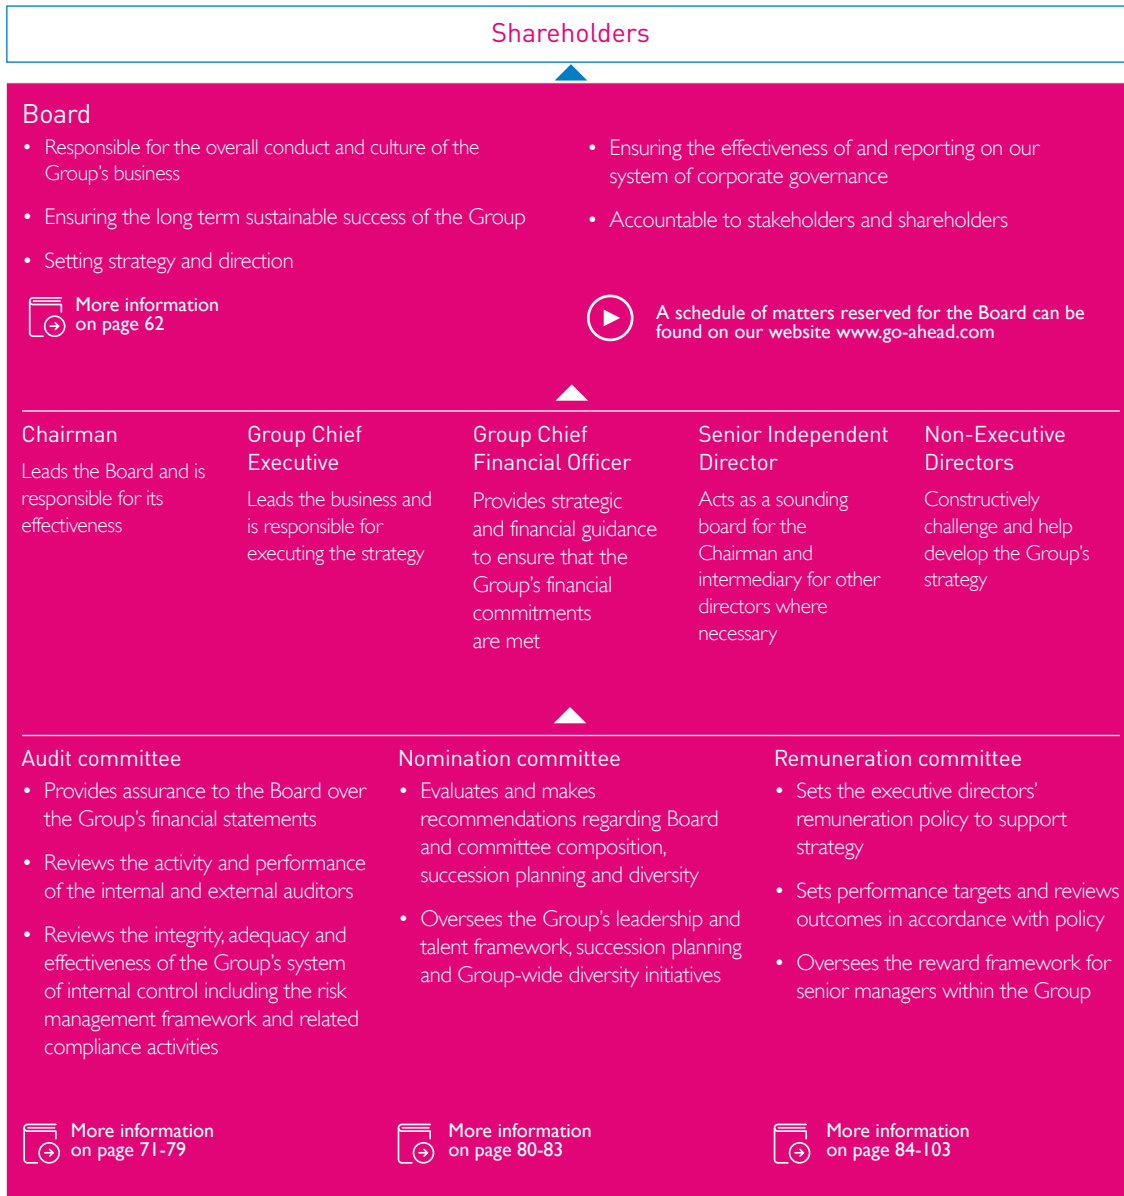 Shareholders
Board
• Responsible for the overall conduct and culture of the
Group's business
• Ensuring the long term sustainable success of the Group
• Setting strategy and direction
More information
on page 62
• Ensuring the effectiveness of and reporting on our
system of corporate governance
• Accountable to stakeholders and shareholders
A schedule of matters reserved for the Board can be
found on our website www.go-ahead.com
Chairman
Leads the Board and is
responsible for its
effectiveness
Group Chief
Executive
Leads the business and
is responsible for
executing the strategy
Group Chief
Financial Officer
Provides strategic
and financial guidance
to ensure that the
Group's financial
commitments
are met
Senior Independent
Director
Acts as a sounding
board for the
Chairman and
intermediary for other
directors where
necessary
Non-Executive
Directors
Constructively
challenge and help
develop the Group's
strategy
Audit committee
• Provides assurance to the Board over
the Group's financial statements
• Reviews the activity and performance
of the internal and external auditors
• Reviews the integrity, adequacy and
effectiveness of the Group's system
of internal control including the risk
management framework and related
compliance activities
More information
on page 71-79
Nomination committee
• Evaluates and makes
recommendations regarding Board
and committee composition,
succession planning and diversity
• Oversees the Group's leadership and
talent framework, succession planning
and Group-wide diversity initiatives
More information
on page 80-83
Remuneration committee
• Sets the executive directors'
remuneration policy to support
strategy
• Sets performance targets and reviews
outcomes in accordance with policy
• Oversees the reward framework for
senior managers within the Group
More information
on page 84-103